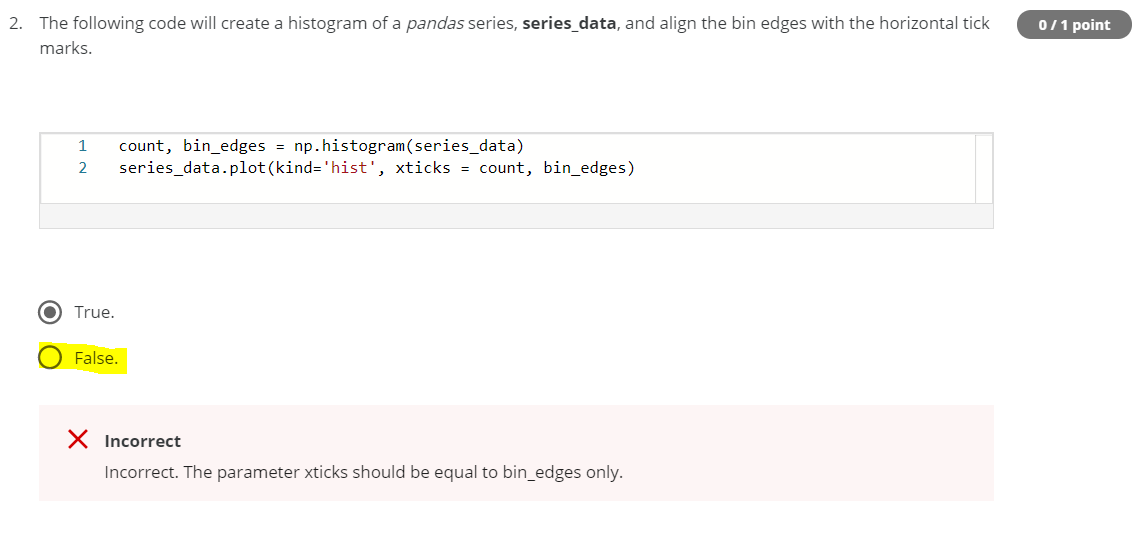 2. The following code will create a histogram of a pandas series, series_data, and align the bin edges with the horizontal tick
marks.
0 / 1 point
1 count, bin_edges = np.histogram(series_data)
2 series_data.plot(kind='hist', xticks = count, bin_edges)
True.
False.
Incorrect
Incorrect. The parameter xticks should be equal to bin_edges only.